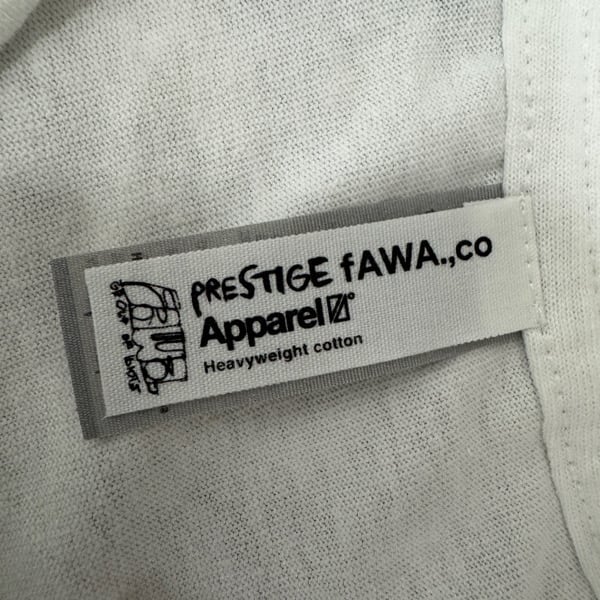 PRESTIGE fAWA.,co
Apparel
Heavyweight cotton